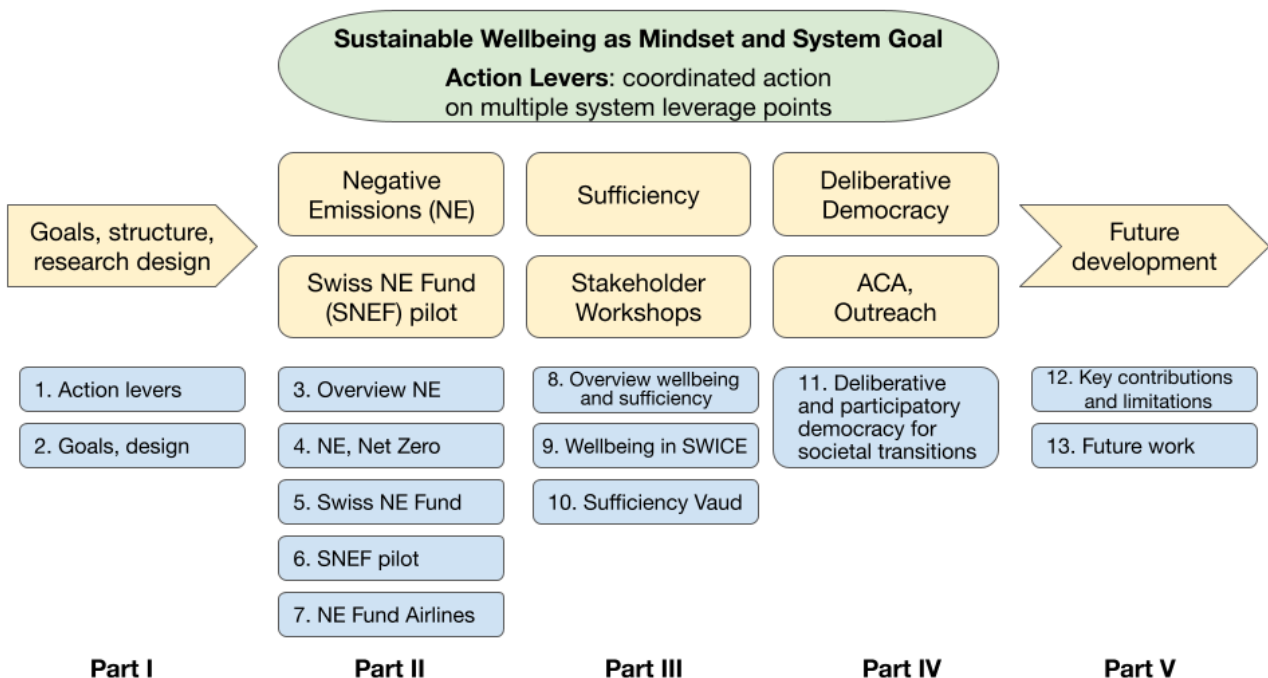 Sustainable Wellbeing as Mindset and System Goal
Action Levers: coordinated action
on multiple system leverage points
Goals, structure,
research design
Negative
Emissions (NE)
Sufficiency
Deliberative
Democracy
Swiss NE Fund
(SNEF) pilot
Stakeholder
Workshops
ACA,
Outreach
Future
development
1. Action levers
2. Goals, design
3. Overview NE
4. NE, Net Zero
5. Swiss NE Fund
6. SNEF pilot
7. NE Fund Airlines
8. Overview wellbeing
and sufficiency
9. Wellbeing in SWICE
10. Sufficiency Vaud
11. Deliberative
and participatory
democracy for
societal transitions
12. Key contributions
and limitations
13. Future work
Part I
Part II
Part III
Part IV
Part V